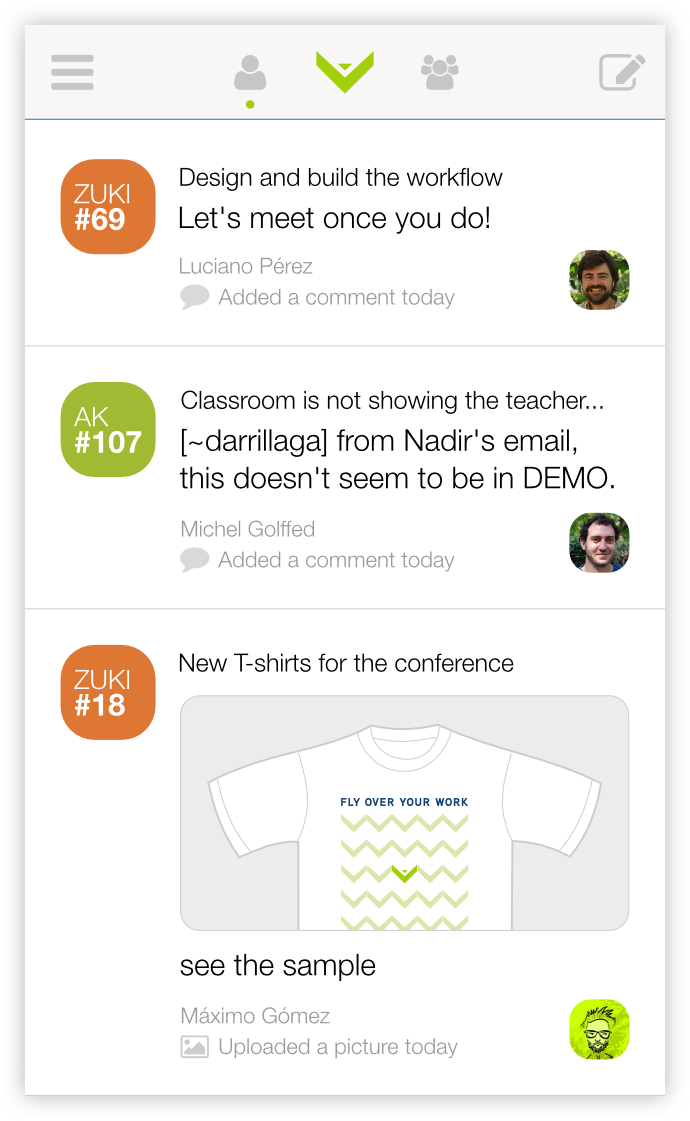 ZUKI
#69
Design and build the workflow
Let's meet once you do!
Luciano Pérez
Added a comment today
AK
#107
Classroom is not showing the teacher...
[~darrillaga] from Nadir's email,
this doesn't seem to be in DEMO.
Michel Golffed
Added a comment today
ZUKI
#18
New T-shirts for the conference
FLY OVER YOUR WORK
see the sample
Máximo Gómez
Uploaded a picture today